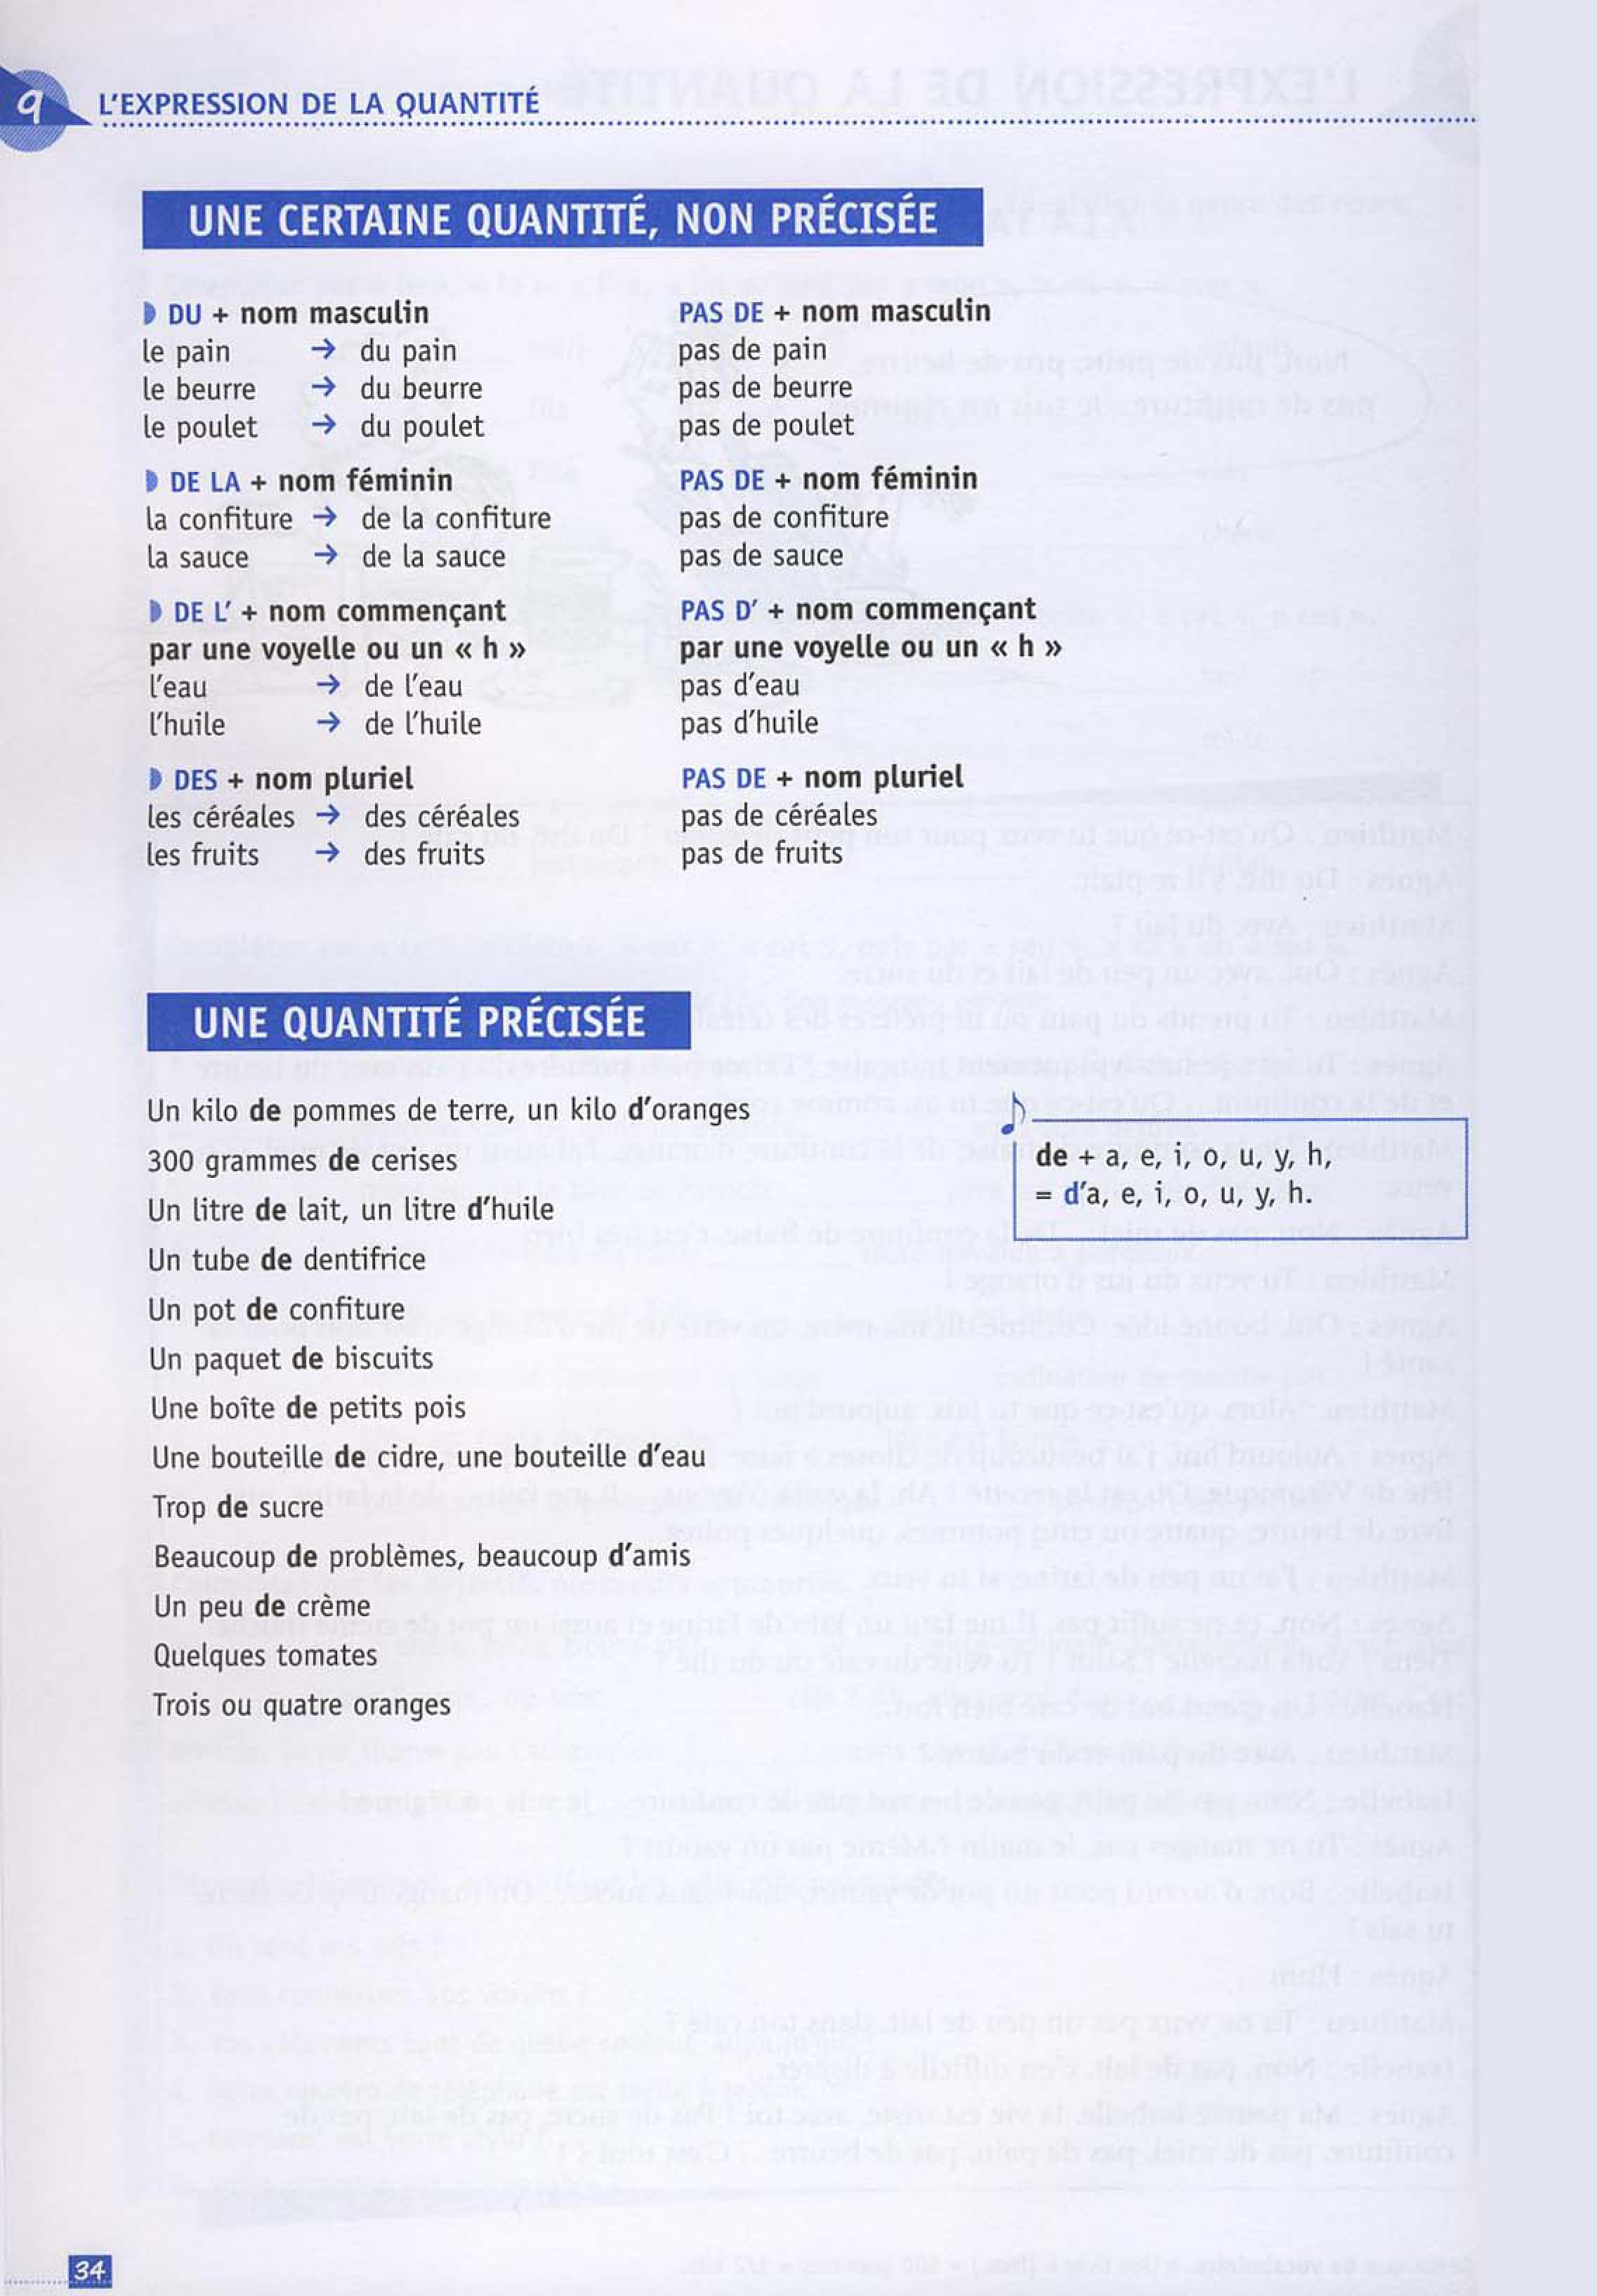 9 L'EXPRESSION DE LA QUANTITÉ
UNE CERTAINE QUANTITÉ, NON PRÉCISÉE
DU + nom masculin
le pain → du pain
le beurre → du beurre
le poulet → du poulet
PAS DE + nom masculin
pas de pain
pas de beurre
pas de poulet
DE LA + nom féminin
la confiture → de la confiture
la sauce → de la sauce
PAS DE + nom féminin
pas de confiture
pas de sauce
DE L' + nom commençant
par une voyelle ou un « h »
l'eau → de l'eau
l'huile → de l'huile
PAS D' + nom commençant
par une voyelle ou un « h »
pas d'eau
pas d'huile
DES + nom pluriel
les céréales → des céréales
les fruits → des fruits
PAS DE + nom pluriel
pas de céréales
pas de fruits
UNE QUANTITÉ PRÉCISÉE
Un kilo de pommes de terre, un kilo d'oranges
300 grammes de cerises
Un litre de lait, un litre d'huile
Un tube de dentifrice
Un pot de confiture
Un paquet de biscuits
Une boîte de petits pois
Une bouteille de cidre, une bouteille d'eau
Trop de sucre
Beaucoup de problèmes, beaucoup d'amis
Un peu de crème
Quelques tomates
Trois ou quatre oranges
de + a, e, i, o, u, y, h,
= d'a, e, i, o, u, y, h.
34